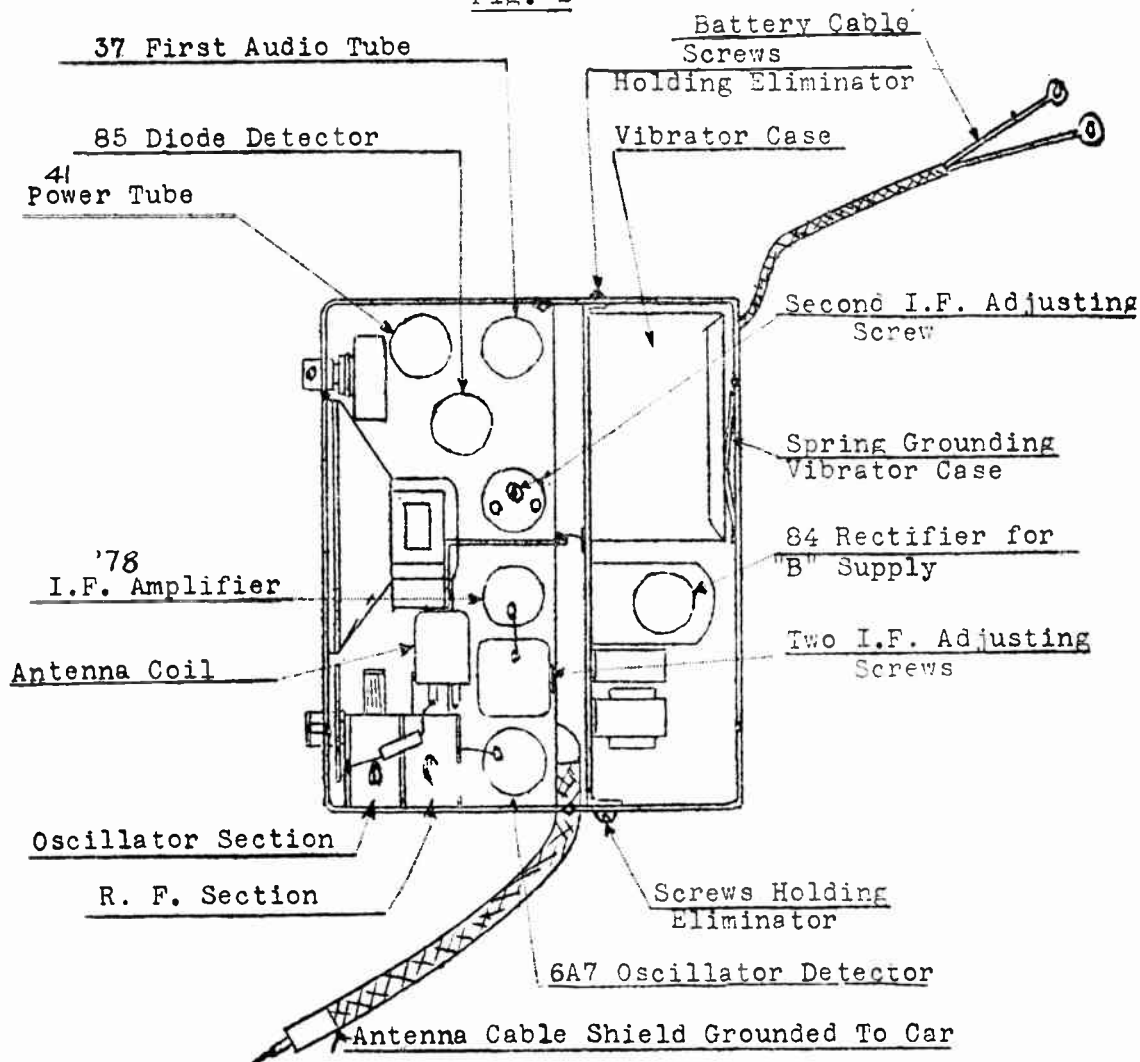 37 First Audio Tube
85 Diode Detector
41
Power Tube
'78
I.F. Amplifier
Antenna Coil
Oscillator Section
R. F. Section
Battery Cable
Screws
Holding Eliminator
Vibrator Case
Second I.F. Adjusting
Screw
Spring Grounding
Vibrator Case
84 Rectifier for
"B" Supply
Two I.F. Adjusting
Screws
Screws Holding
Eliminator
6A7 Oscillator Detector
Antenna Cable Shield Grounded To Car